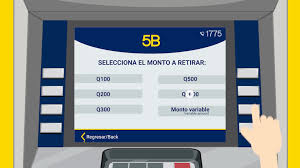 5B
1775
SELECCIONA EL MONTO A RETIRAR:
Q100
Q500
Q200
Q300
Monto variable
Regresar/Back